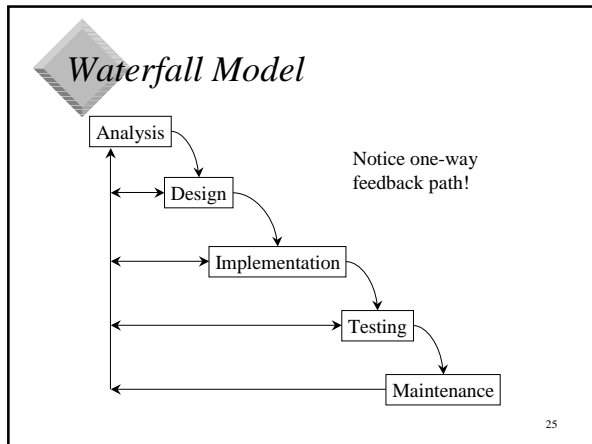 Waterfall Model
Analysis
Notice one-way
feedback path!
Design
Implementation
Testing
Maintenance
25